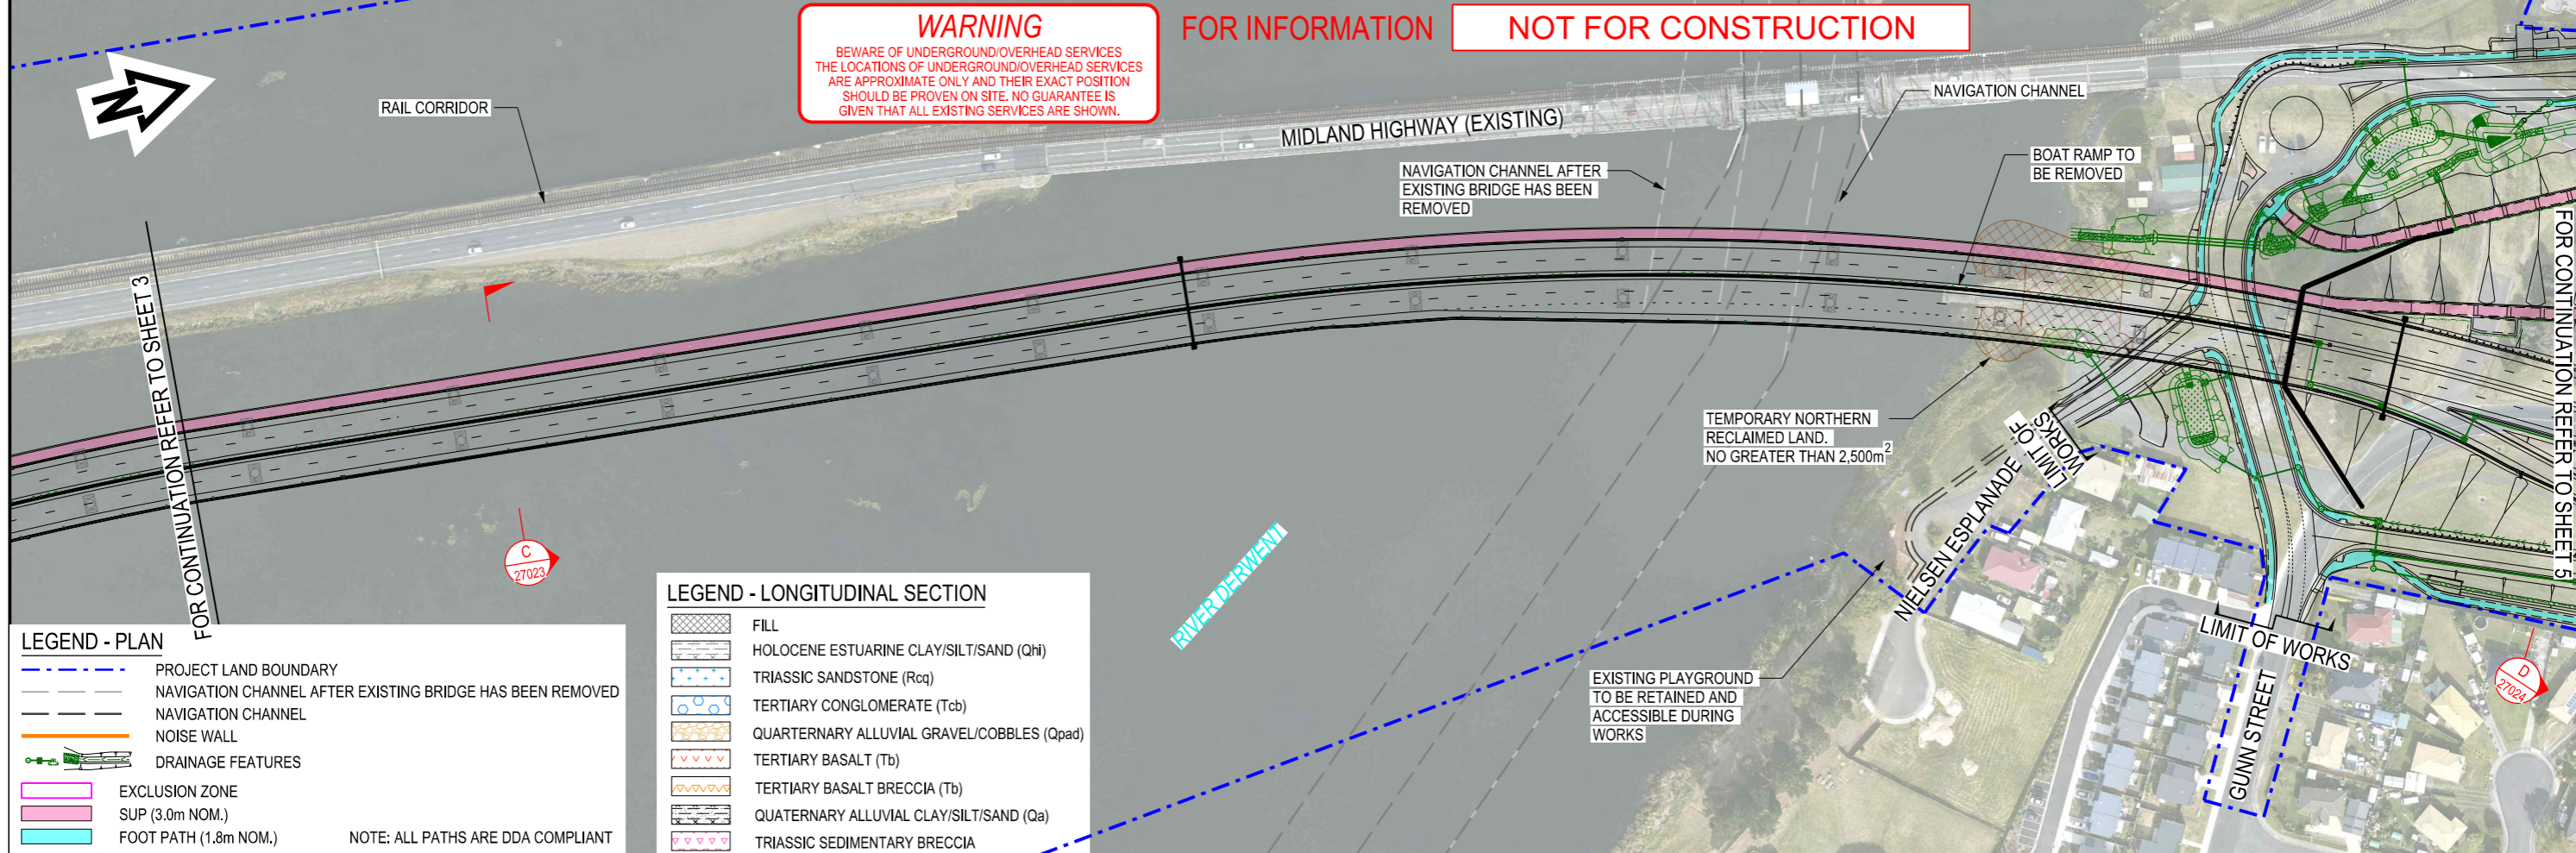 WARNING
BEWARE OF UNDERGROUND/OVERHEAD SERVICES
THE LOCATIONS OF UNDERGROUND/OVERHEAD SERVICES
ARE APPROXIMATE ONLY AND THEIR EXACT POSITION
SHOULD BE PROVEN ON SITE. NO GUARANTEE IS
GIVEN THAT ALL EXISTING SERVICES ARE SHOWN.
FOR INFORMATION
NOT FOR CONSTRUCTION
N
RAIL CORRIDOR
MIDLAND HIGHWAY (EXISTING)
NAVIGATION CHANNEL
NAVIGATION CHANNEL AFTER
EXISTING BRIDGE HAS BEEN
REMOVED
BOAT RAMP TO
BE REMOVED
FOR CONTINUATION REFER TO SHEET 3
FOR CONTINUATION REFER TO SHEET 5
TEMPORARY NORTHERN
RECLAIMED LAND.
NO GREATER THAN 2,500m²
LIMIT OF
WORKS
NIELSEN ESPLANADE
RIVER DERWENT
C
27023
EXISTING PLAYGROUND
TO BE RETAINED AND
ACCESSIBLE DURING
WORKS
LIMIT OF WORKS
GUNN STREET
D
27024
LEGEND - PLAN
PROJECT LAND BOUNDARY
NAVIGATION CHANNEL AFTER EXISTING BRIDGE HAS BEEN REMOVED
NAVIGATION CHANNEL
NOISE WALL
DRAINAGE FEATURES
EXCLUSION ZONE
SUP (3.0m NOM.)
FOOT PATH (1.8m NOM.)
NOTE: ALL PATHS ARE DDA COMPLIANT
LEGEND - LONGITUDINAL SECTION
FILL
HOLOCENE ESTUARINE CLAY/SILT/SAND (Qhi)
TRIASSIC SANDSTONE (Rcq)
TERTIARY CONGLOMERATE (Tcb)
QUARTERNARY ALLUVIAL GRAVEL/COBBLES (Qpad)
TERTIARY BASALT (Tb)
TERTIARY BASALT BRECCIA (Tb)
QUATERNARY ALLUVIAL CLAY/SILT/SAND (Qa)
TRIASSIC SEDIMENTARY BRECCIA